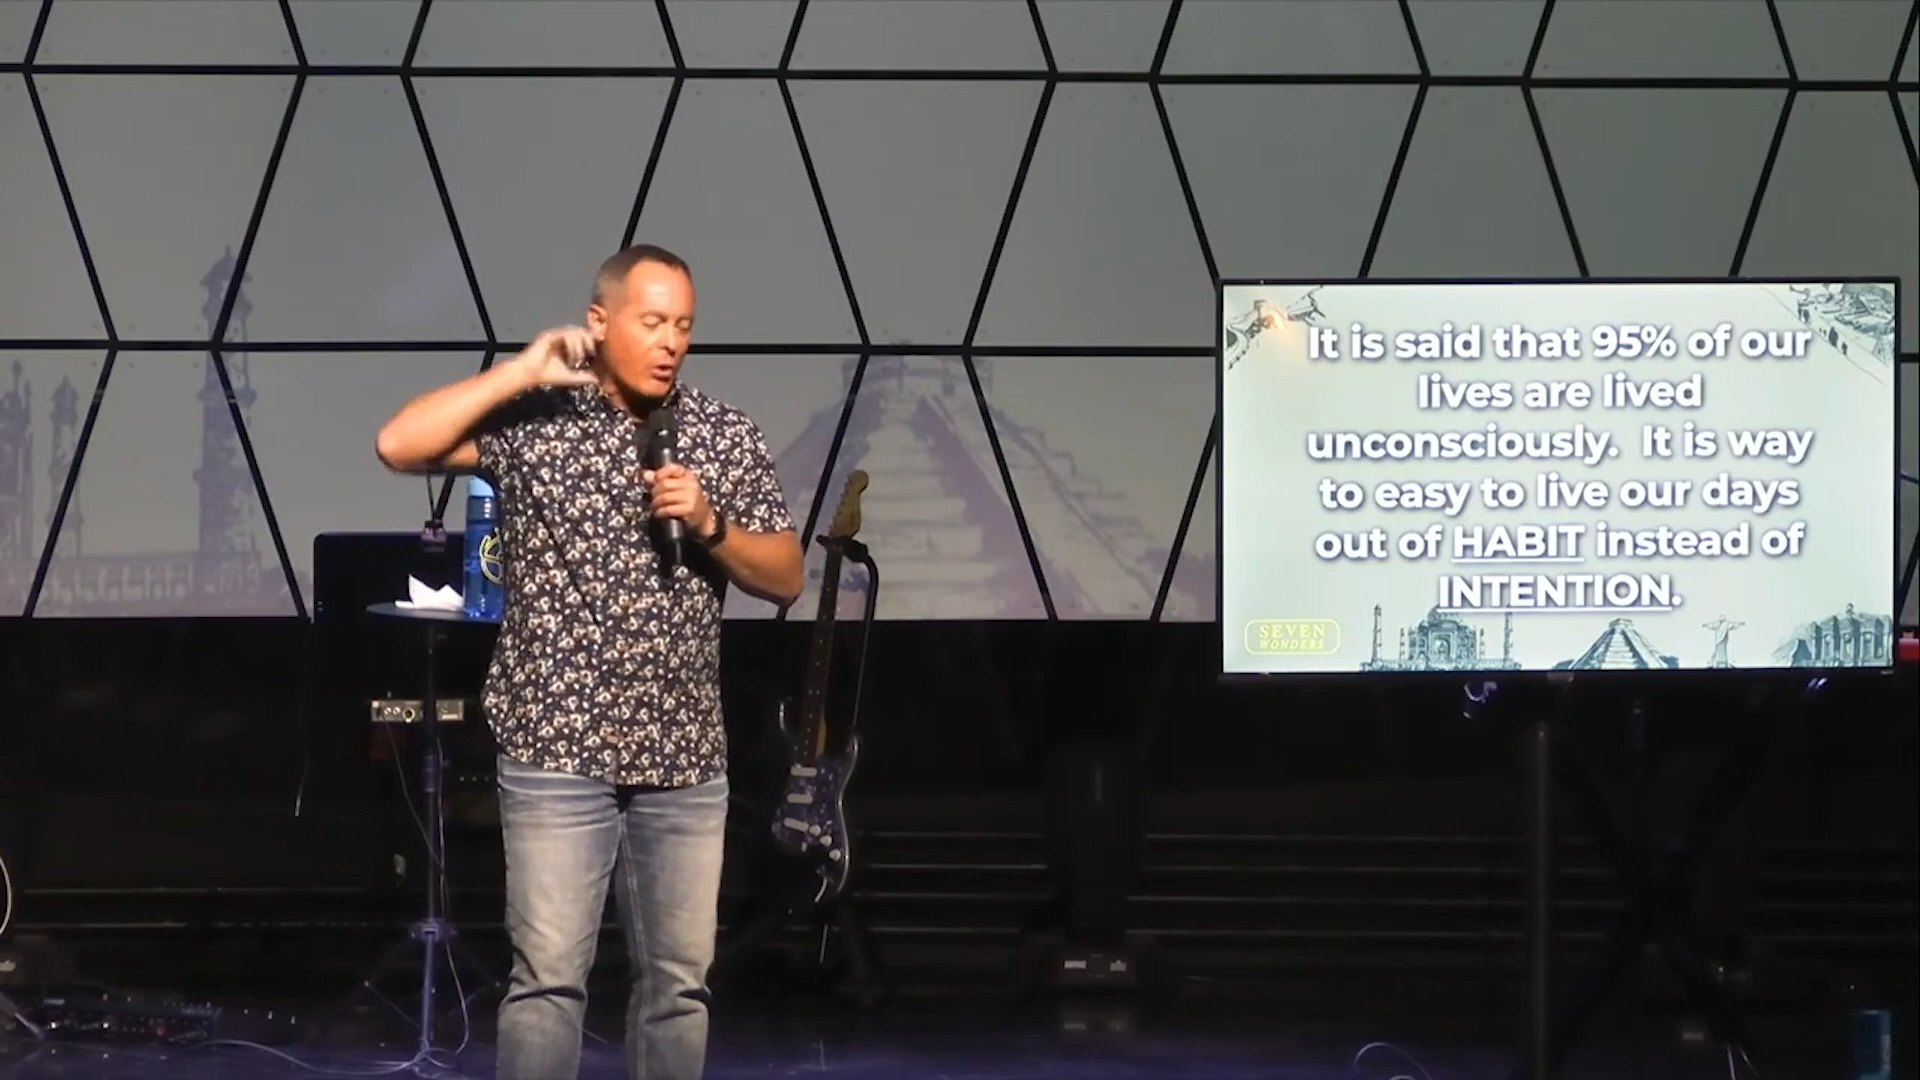 It is said that 95% of our
lives are lived
unconsciously.  It is way
to easy to live our days
out of HABIT instead of
INTENTION.
SEVEN
WONDERS